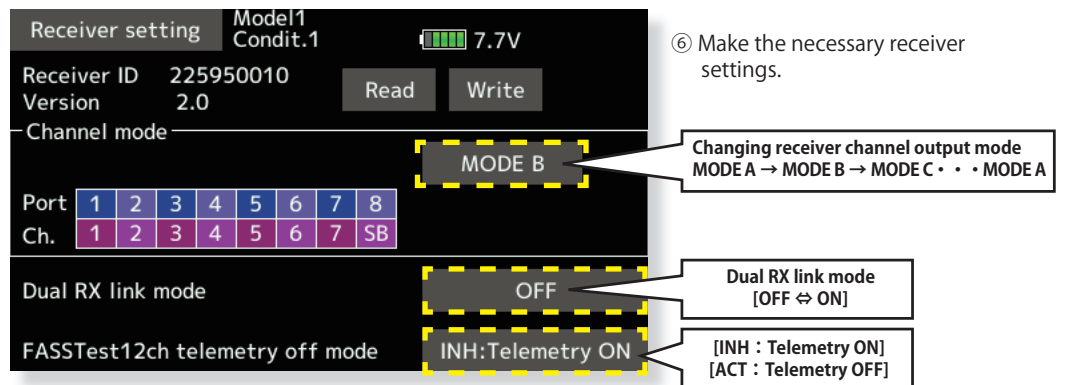 Receiver setting Model1
Condit.1 7.7V
Receiver ID 225950010 Read Write
Version 2.0
Channel mode
MODE B
Port 1 2 3 4 5 6 7 8
Ch. 1 2 3 4 5 6 7 SB
Dual RX link mode OFF
FASSTest12ch telemetry off mode INH:Telemetry ON
⑥ Make the necessary receiver
settings.
Changing receiver channel output mode
MODE A → MODE B → MODE C・・・MODE A
Dual RX link mode
[OFF ⇔ ON]
[INH：Telemetry ON]
[ACT：Telemetry OFF]